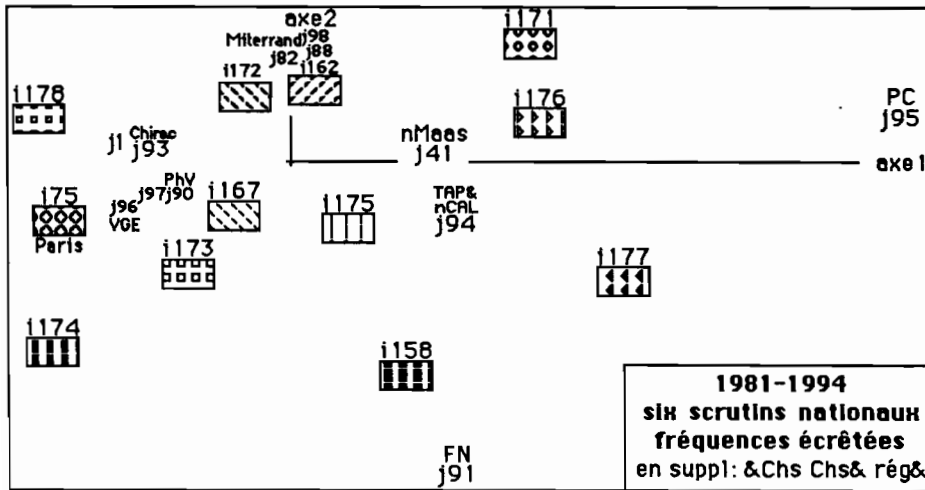 axe2
i171
Miterrand j98
j82 j88
i172 i162
i178
i176
PC
j95
Chirac
j1 j93
nMaas
j41
axe1
PhV
j97j90
i75
j96
VGE
i167
i175
TAP&
nCAL
j94
Paris
i173
i177
i174
i158
1981-1994
six scrutins nationaux
fréquences écrêtées
en suppl: &Chs Chs& rég&
FN
j91